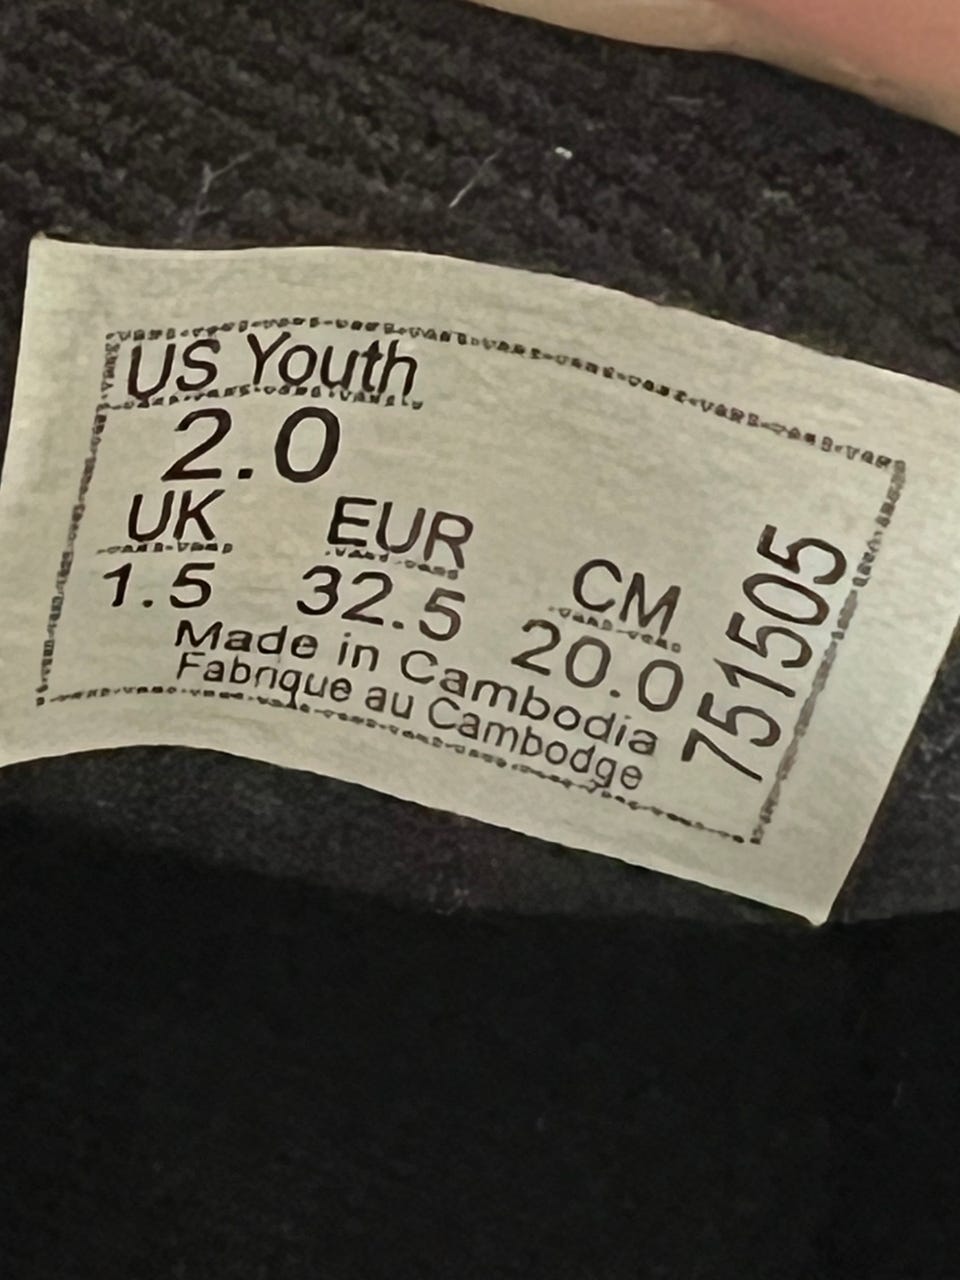 US Youth
2.0
UK EUR CM
1.5 32.5 20.0
Made in Cambodia
Fabrique au Cambodge
751505